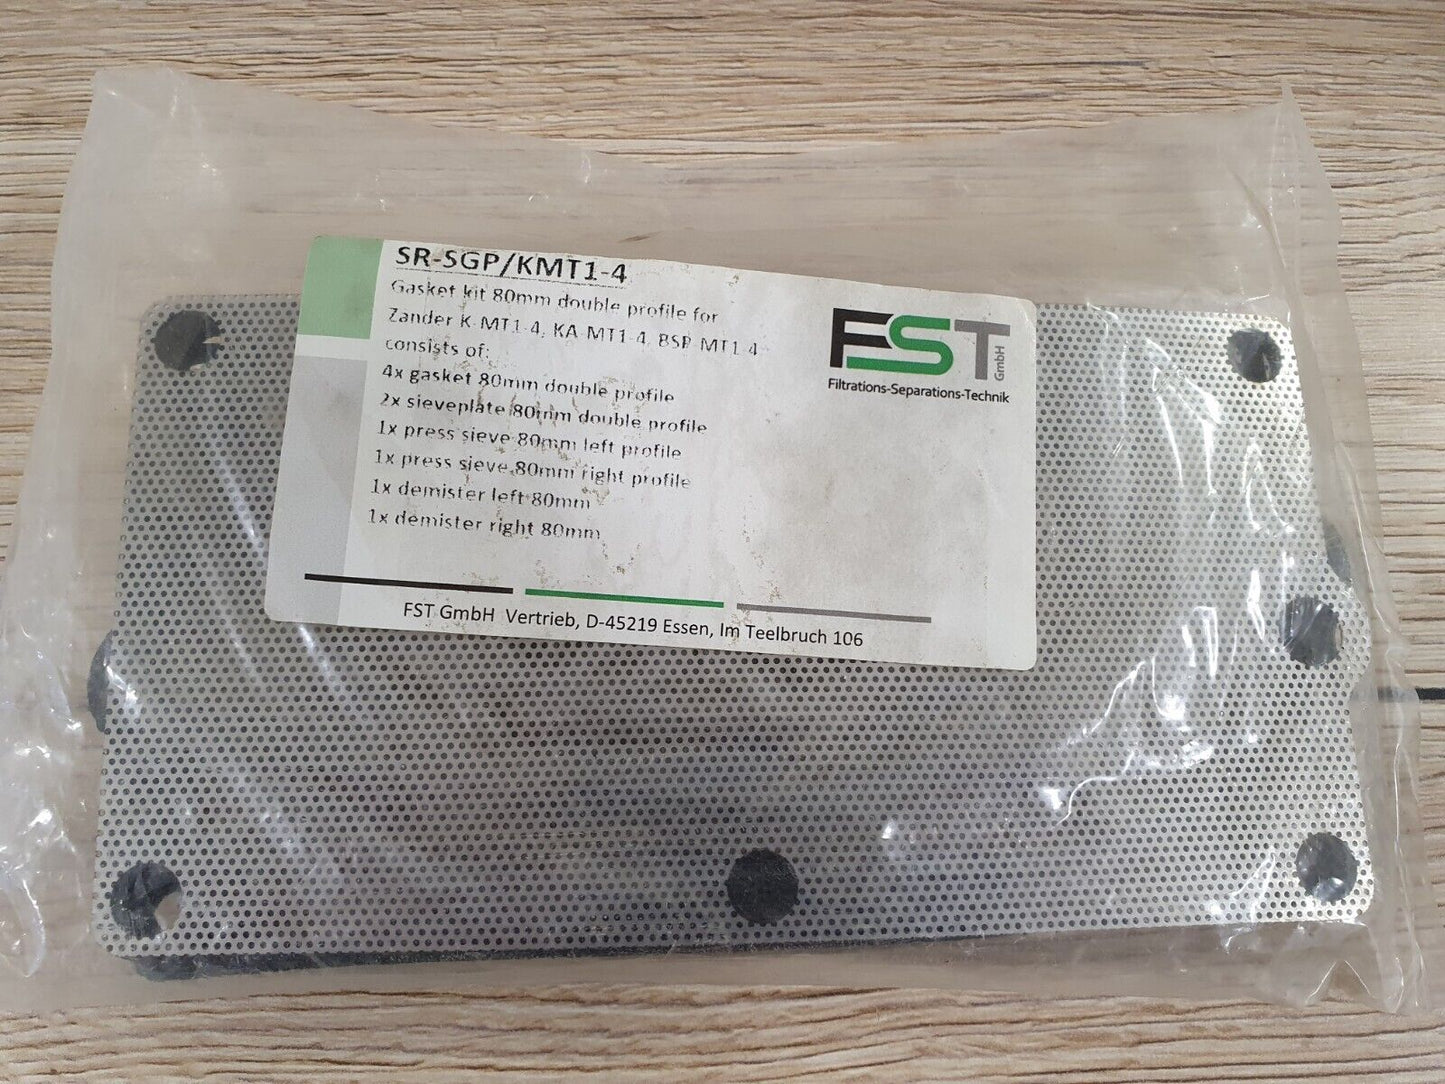 SR-SGP/KMT1-4
Gasket kit 80mm double profile for
Zander K-MT1-4, KA-MT1-4, BSP-MT1-4
consists of:
4x gasket 80mm double profile
2x sieveplate 80mm double profile
1x press sieve 80mm left profile
1x press sieve 80mm right profile
1x demister left 80mm
1x demister right 80mm
FST GmbH
Filtrations-Separations-Technik
FST GmbH Vertrieb, D-45219 Essen, Im Teelbruch 106